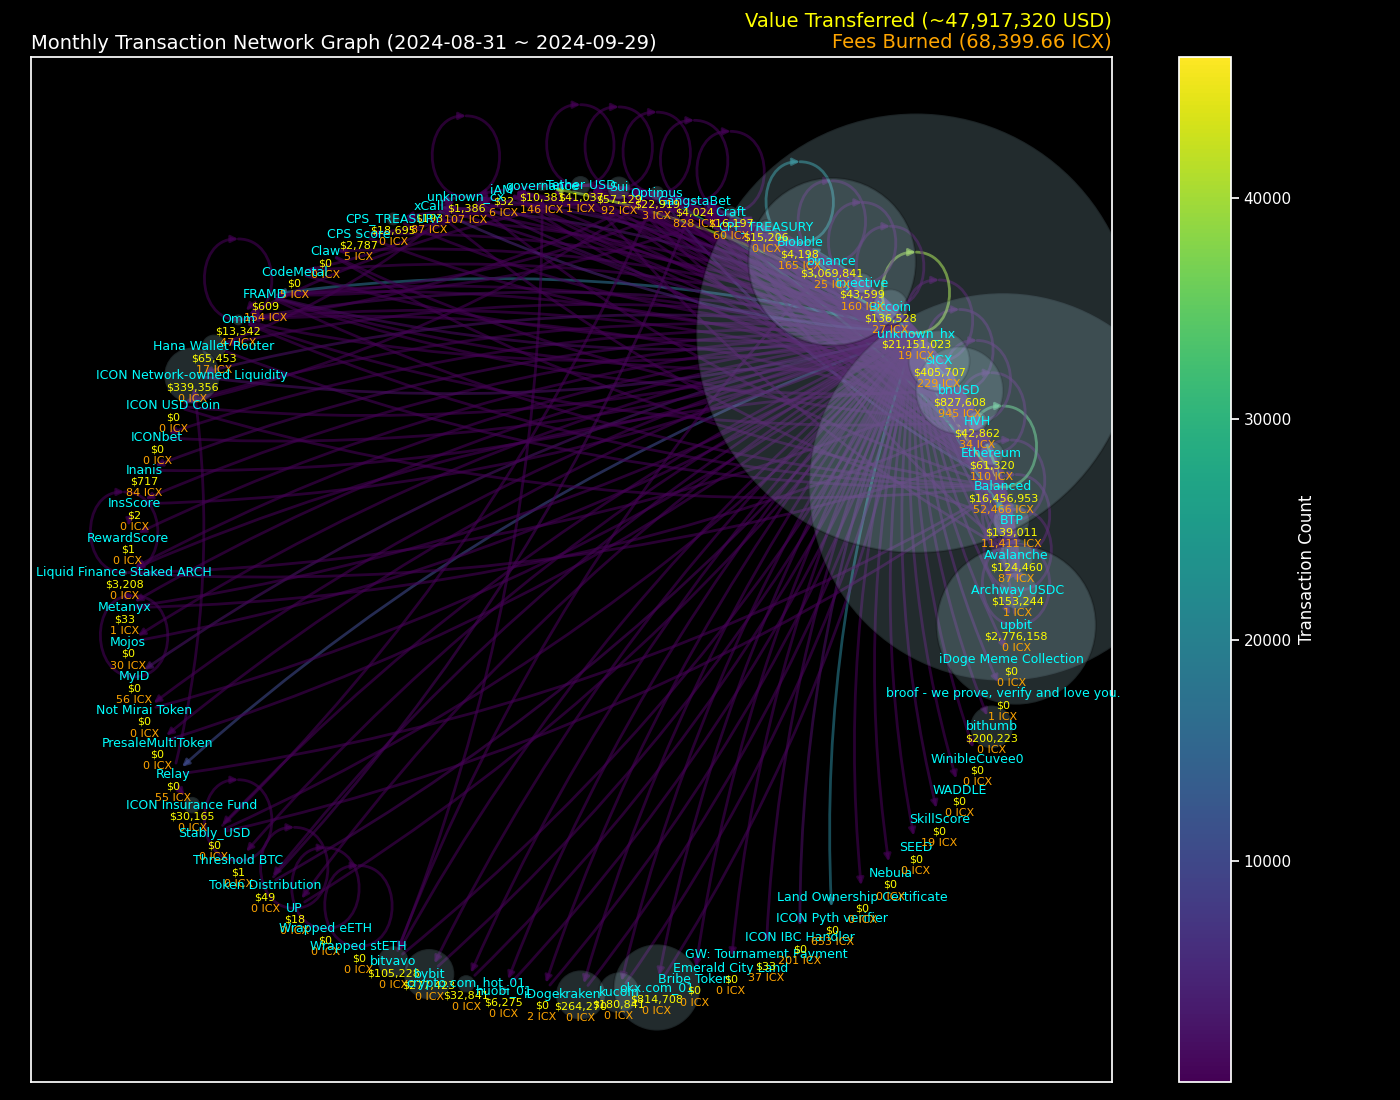 Value Transferred (~47,917,320 USD)
Monthly Transaction Network Graph (2024-08-31 ~ 2024-09-29)
Fees Burned (68,399.66 ICX)
governance
$10,381
146 ICX
Tether USD
$41,037
1 ICX
Sui
$57,129
92 ICX
Optimus
$22,919
3 ICX
GangstaBet
$4,024
828 ICX
Craft
$16,197
60 ICX
CPS_TREASURY
$15,206
0 ICX
Blobble
$4,198
165 ICX
binance
$3,069,841
25 ICX
Injective
$43,599
160 ICX
Bitcoin
$136,528
27 ICX
unknown_hx
$21,151,023
19 ICX
sICX
$405,707
229 ICX
bnUSD
$827,608
945 ICX
HVH
$42,862
34 ICX
Ethereum
$61,320
110 ICX
Balanced
$16,456,953
52,466 ICX
BTP
$139,011
11,411 ICX
Avalanche
$124,460
87 ICX
Archway USDC
$153,244
1 ICX
upbit
$2,776,158
0 ICX
iDoge Meme Collection
$0
0 ICX
broof - we prove, verify and love you.
$0
1 ICX
bithumb
$200,223
0 ICX
WinibleCuvee0
$0
0 ICX
WADDLE
$0
0 ICX
SkillScore
$0
19 ICX
SEED
$0
0 ICX
Nebula
$0
0 ICX
Land Ownership Certificate
$0
0 ICX
ICON Pyth verifier
$0
653 ICX
ICON IBC Handler
$0
201 ICX
GW: Tournament Payment
$33
37 ICX
Emerald City Land
$0
0 ICX
Bribe Token
$0
0 ICX
okx.com_01
$814,708
0 ICX
kucoin
$180,841
0 ICX
kraken
$264,270
0 ICX
iDoge
$0
2 ICX
huobi_01
$6,275
0 ICX
$32,841
0 ICX
bybit
$277,423
0 ICX
bitvavo
$105,228
0 ICX
Wrapped stETH
$0
0 ICX
Wrapped eETH
$0
0 ICX
UP
$18
0 ICX
Token Distribution
$49
0 ICX
Threshold BTC
$1
0 ICX
Stably_USD
$0
0 ICX
ICON Insurance Fund
$30,165
0 ICX
Relay
$0
55 ICX
PresaleMultiToken
$0
0 ICX
Not Mirai Token
$0
0 ICX
MyID
$0
56 ICX
Mojos
$0
30 ICX
Metanyx
$33
1 ICX
Liquid Finance Staked ARCH
$3,208
0 ICX
RewardScore
$1
0 ICX
InsScore
$2
0 ICX
Inanis
$717
84 ICX
ICONbet
$0
0 ICX
ICON USD Coin
$0
0 ICX
ICON Network-owned Liquidity
$339,356
0 ICX
Hana Wallet Router
$65,453
17 ICX
Omm
$13,342
47 ICX
FRAMD
$609
154 ICX
CodeMetal
$0
Claw
$0
0 ICX
CPS Score
$2,787
5 ICX
CPS_TREASURY
$18,695
0 ICX
xCall
$193
87 ICX
unknown_cx
$1,386
107 ICX
iAM
$32
6 ICX
40000
30000
20000
10000
Transaction Count